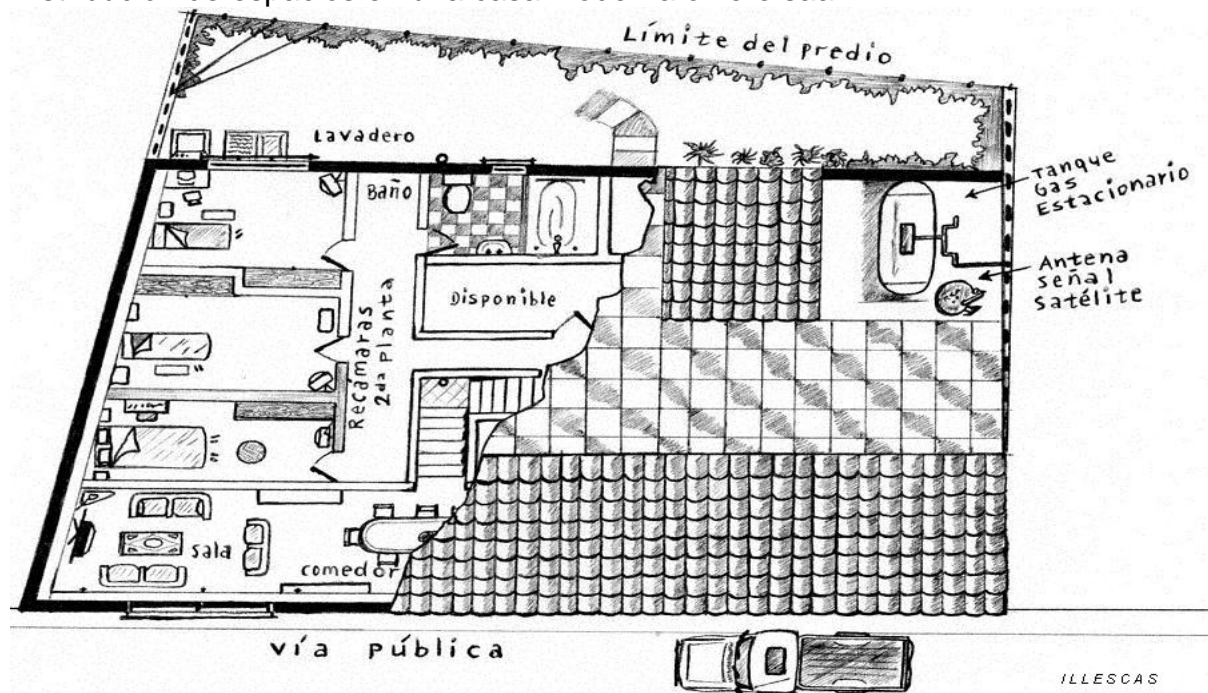 Límite del predio
Lavadero
Baño
Tanque
Gas
Estacionario
Antena
señal
Satélite
Disponible
Recámaras
2da Planta
Sala
comedor
vía pública
ILLESCAS